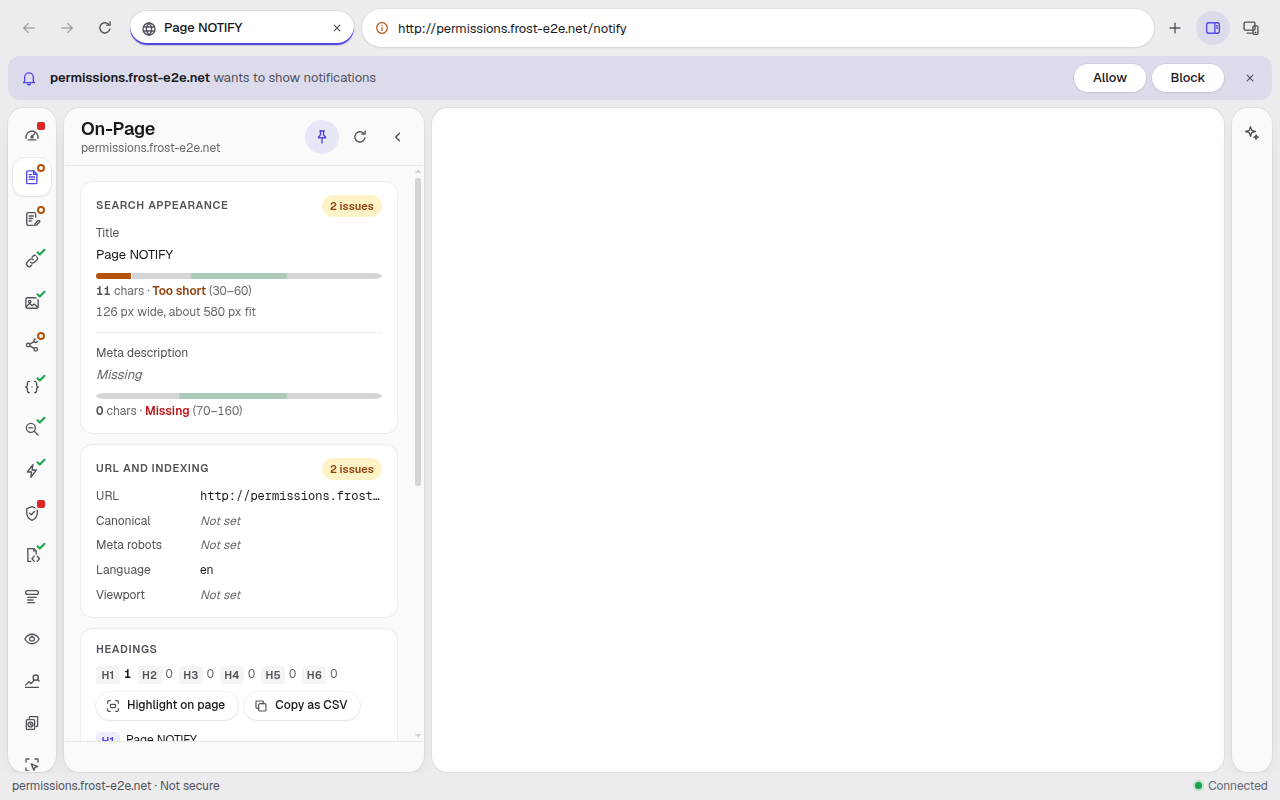 Page NOTIFY
http://permissions.frost-e2e.net/notify
permissions.frost-e2e.net wants to show notifications
Allow
Block
On-Page
permissions.frost-e2e.net
SEARCH APPEARANCE
2 issues
Title
Page NOTIFY
11 chars · Too short (30–60)
126 px wide, about 580 px fit
Meta description
Missing
0 chars · Missing (70–160)
URL AND INDEXING
2 issues
URL http://permissions.frost…
Canonical Not set
Meta robots Not set
Language en
Viewport Not set
HEADINGS
H1 1 H2 0 H3 0 H4 0 H5 0 H6 0
Highlight on page
Copy as CSV
H1 Page NOTIFY
permissions.frost-e2e.net · Not secure
Connected